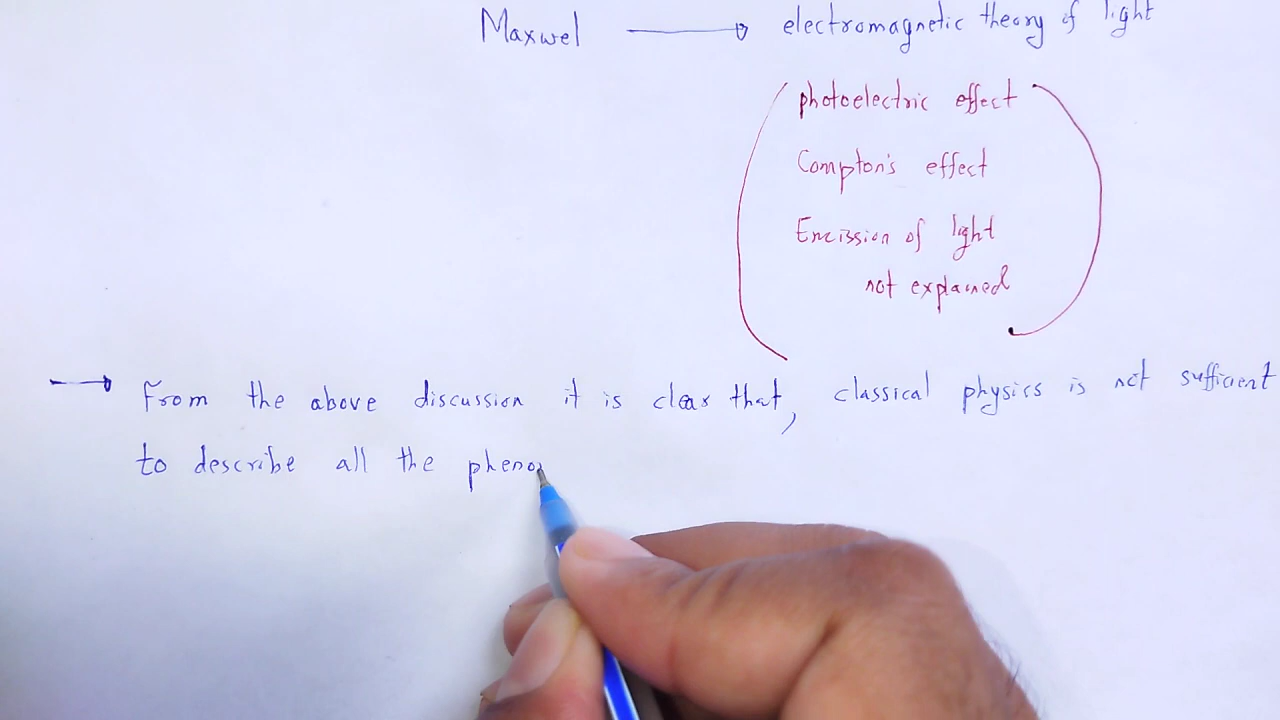 Maxwel → electromagnetic theory of light
photoelectric effect
Compton's effect
Emission of light
not explained
→ From the above discussion it is clear that, classical physics is not sufficient
to describe all the pheno